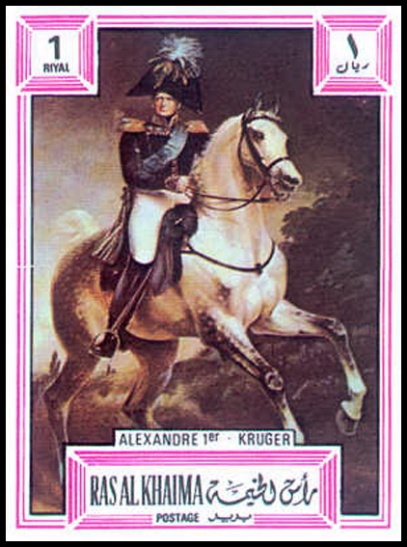 1
RIYAL
١
ريال
ALEXANDRE 1er - KRUGER
RAS AL KHAIMA رأس الخيمة
POSTAGE بريد